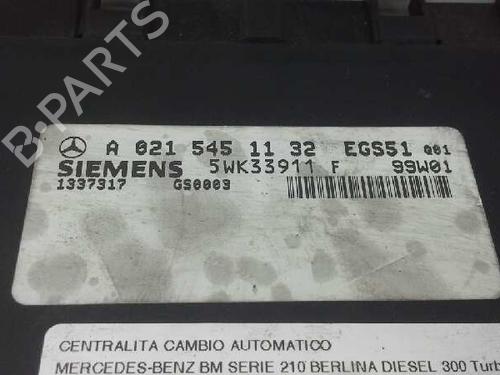 A 021 545 11 32 EGS51 Q01
SIEMENS 5WK33911 F 99W01
1337317 GS0003
CENTRALITA CAMBIO AUTOMATICO
MERCEDES-BENZ BM SERIE 210 BERLINA DIESEL 300 Turb
B-PARTS